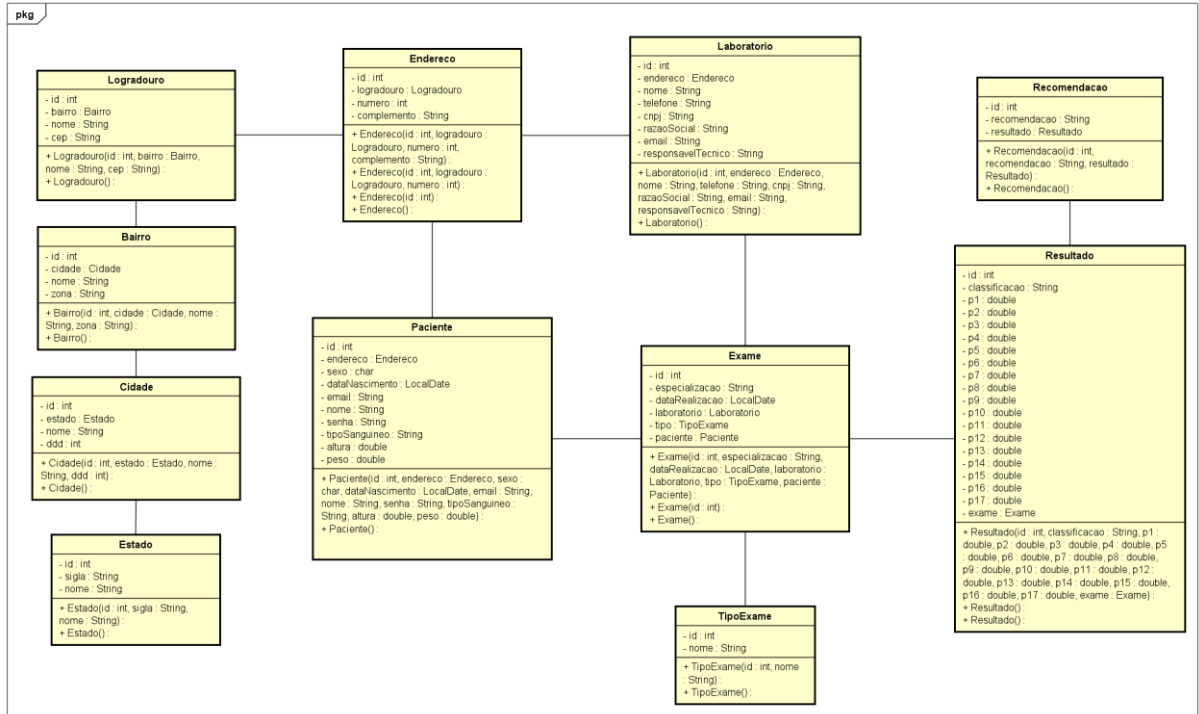 pkg
Logradouro
- id : int
- bairro : Bairro
- nome : String
- cep : String
+ Logradouro(id : int, bairro : Bairro,
nome : String, cep : String) :
+ Logradouro() :
Bairro
- id : int
- cidade : Cidade
- nome : String
- zona : String
+ Bairro(id : int, cidade : Cidade, nome :
String, zona : String) :
+ Bairro() :
Cidade
- id : int
- estado : Estado
- nome : String
- ddd : int
+ Cidade(id : int, estado : Estado, nome :
String, ddd : int) :
+ Cidade() :
Estado
- id : int
- sigla : String
- nome : String
+ Estado(id : int, sigla : String,
nome : String) :
+ Estado() :
Endereco
- id : int
- logradouro : Logradouro
- numero : int
- complemento : String
+ Endereco(id : int, logradouro :
Logradouro, numero : int,
complemento : String) :
+ Endereco(id : int, logradouro :
Logradouro, numero : int) :
+ Endereco(id : int) :
+ Endereco() :
Paciente
- id : int
- endereco : Endereco
- sexo : char
- dataNascimento : LocalDate
- email : String
- nome : String
- senha : String
- tipoSanguineo : String
- altura : double
- peso : double
+ Paciente(id : int, endereco : Endereco, sexo :
char, dataNascimento : LocalDate, email : String,
nome : String, senha : String, tipoSanguineo :
String, altura : double, peso : double) :
+ Paciente() :
Laboratorio
- id : int
- endereco : Endereco
- nome : String
- telefone : String
- cnpj : String
- razaoSocial : String
- email : String
- responsavelTecnico : String
+ Laboratorio(id : int, endereco : Endereco,
nome : String, telefone : String, cnpj : String,
razaoSocial : String, email : String,
responsavelTecnico : String) :
+ Laboratorio() :
Exame
- id : int
- especializacao : String
- dataRealizacao : LocalDate
- laboratorio : Laboratorio
- tipo : TipoExame
- paciente : Paciente
+ Exame(id : int, especializacao : String,
dataRealizacao : LocalDate, laboratorio :
Laboratorio, tipo : TipoExame, paciente :
Paciente) :
+ Exame(id : int) :
+ Exame() :
TipoExame
- id : int
- nome : String
+ TipoExame(id : int, nome
: String) :
+ TipoExame() :
Recomendacao
- id : int
- recomendacao : String
- resultado : Resultado
+ Recomendacao(id : int,
recomendacao : String, resultado :
Resultado) :
+ Recomendacao() :
Resultado
- id : int
- classificacao : String
- p1 : double
- p2 : double
- p3 : double
- p4 : double
- p5 : double
- p6 : double
- p7 : double
- p8 : double
- p9 : double
- p10 : double
- p11 : double
- p12 : double
- p13 : double
- p14 : double
- p15 : double
- p16 : double
- p17 : double
- exame : Exame
+ Resultado(id : int, classificacao : String, p1 :
double, p2 : double, p3 : double, p4 : double, p5
: double, p6 : double, p7 : double, p8 : double,
p9 : double, p10 : double, p11 : double, p12 :
double, p13 : double, p14 : double, p15 : double,
p16 : double, p17 : double, exame : Exame) :
+ Resultado() :
+ Resultado() :